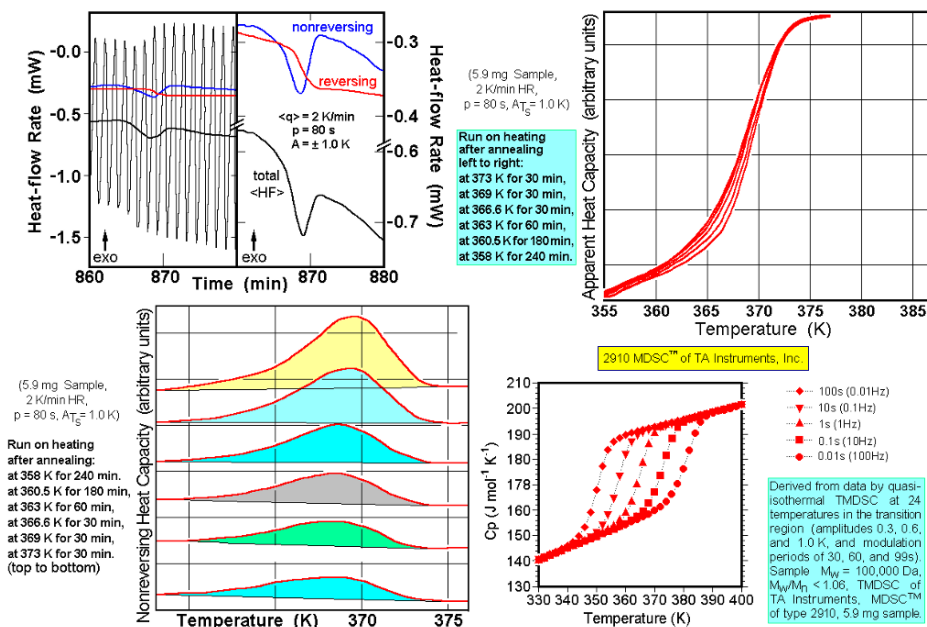 Heat-flow Rate (mW)
-0.0
-0.5
-1.0
-1.5
exo
860
870
nonreversing
reversing
<q> = 2 K/min
p = 80 s
A = ± 1.0 K
total
<HF>
exo
880
870
880
Time (min)
-0.3
-0.4
-0.6
-0.7
Heat-flow Rate (mW)
(5.9 mg Sample,
2 K/min HR,
p = 80 s, ATS = 1.0 K)
Run on heating
after annealing
left to right:
at 373 K for 30 min,
at 369 K for 30 min,
at 366.6 K for 30 min,
at 363 K for 60 min,
at 360.5 K for 180 min,
at 358 K for 240 min.
Apparent Heat Capacity (arbitrary units)
355
360
365
370
375
380
Temperature (K)
(5.9 mg Sample,
2 K/min HR,
p = 80 s, ATS = 1.0 K)
Run on heating
after annealing:
at 358 K for 240 min.
at 360.5 K for 180 min,
at 363 K for 60 min,
at 366.6 K for 30 min,
at 369 K for 30 min,
at 373 K for 30 min.
(top to bottom)
Nonreversing Heat Capacity (arbitrary units)
360
370
Temperature (K)
2910 MDSC™ of TA Instruments, Inc.
Cp (J mol-1 K-1)
210
200
190
178
170
160
150
140
130
330
340
350
360
370
380
390
400
Temperature (K)
100s (0.01Hz)
10s (0.1Hz)
1s (1Hz)
0.1s (10Hz)
0.01s (100Hz)
Derived from data by quasi-
isothermal TMDSC at 24
temperatures in the transition
region (amplitudes 0.3, 0.6,
and 1.0 K, and modulation
periods of 30, 60, and 99s).
Sample Mw = 100,000 Da,
Mw/Mn < 1.06, TMDSC of
TA Instruments, MDSC™
of type 2910, 5.9 mg sample.